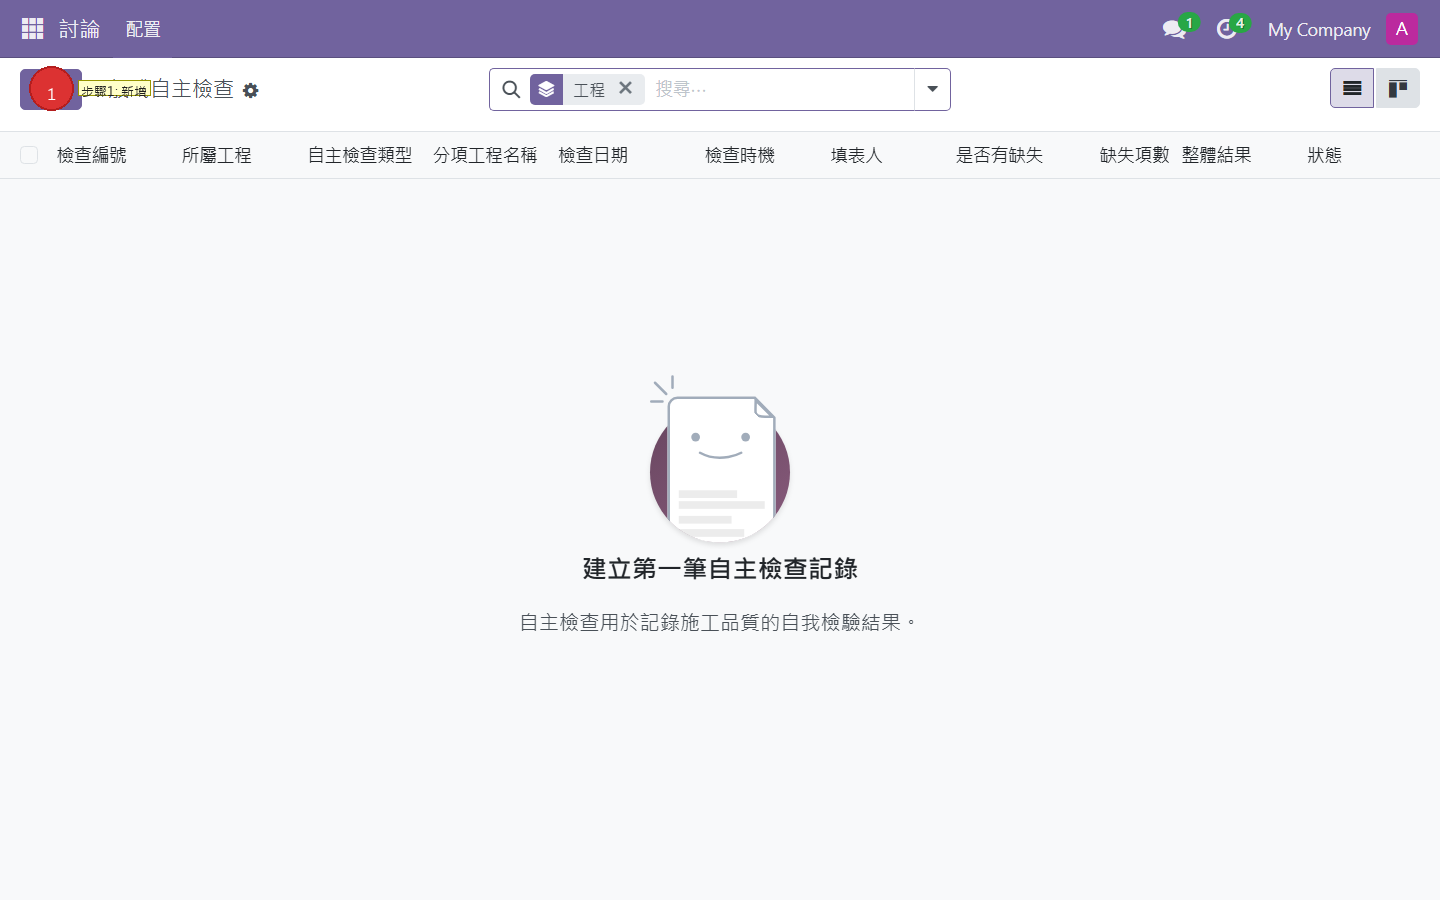 討論 配置 1 4 My Company A
1 步驟1: 新增 自主檢查 工程 搜尋...
檢查編號 所屬工程 自主檢查類型 分項工程名稱 檢查日期 檢查時機 填表人 是否有缺失 缺失項數 整體結果 狀態
建立第一筆自主檢查記錄
自主檢查用於記錄施工品質的自我檢驗結果。